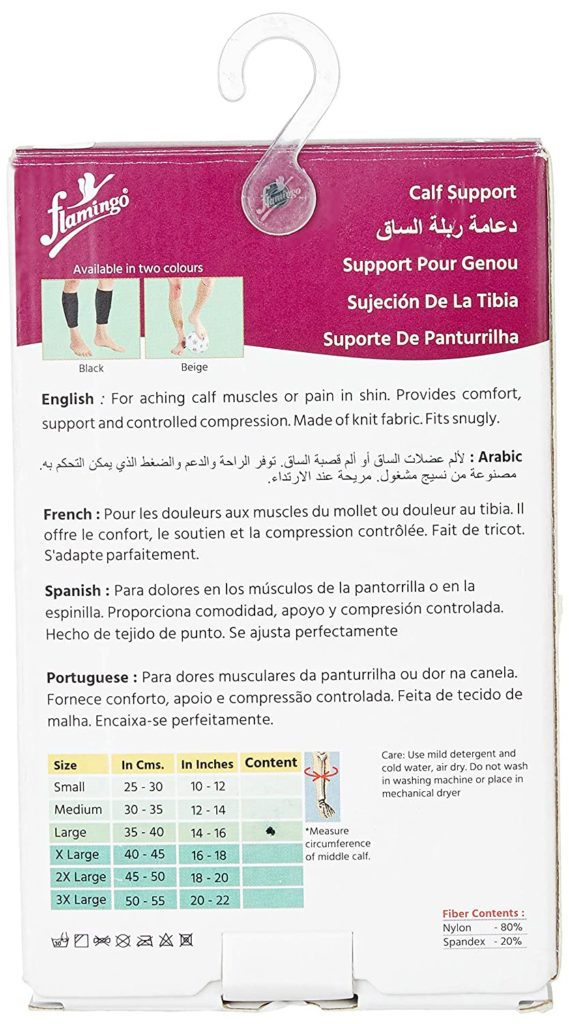 flamingo
flamingo®
Calf Support
دعامة ربلة الساق
Support Pour Genou
Sujeción De La Tibia
Suporte De Panturrilha
Available in two colours
Black
Beige
English : For aching calf muscles or pain in shin. Provides comfort,
support and controlled compression. Made of knit fabric. Fits snugly.
Arabic : لألم عضلات الساق أو ألم قصبة الساق. توفر الراحة والدعم والضغط الذي يمكن التحكم به.
مصنوعة من نسيج مشغول. مريحة عند الارتداء.
French : Pour les douleurs aux muscles du mollet ou douleur au tibia. Il
offre le confort, le soutien et la compression contrôlée. Fait de tricot.
S'adapte parfaitement.
Spanish : Para dolores en los músculos de la pantorrilla o en la
espinilla. Proporciona comodidad, apoyo y compresión controlada.
Hecho de tejido de punto. Se ajusta perfectamente
Portuguese : Para dores musculares da panturrilha ou dor na canela.
Fornece conforto, apoio e compressão controlada. Feita de tecido de
malha. Encaixa-se perfeitamente.
Size In Cms. In Inches Content
Small 25 - 30 10 - 12
Medium 30 - 35 12 - 14
Large 35 - 40 14 - 16
X Large 40 - 45 16 - 18
2X Large 45 - 50 18 - 20
3X Large 50 - 55 20 - 22
*Measure
circumference
of middle calf.
Care: Use mild detergent and
cold water, air dry. Do not wash
in washing machine or place in
mechanical dryer
Fiber Contents :
Nylon - 80%
Spandex - 20%